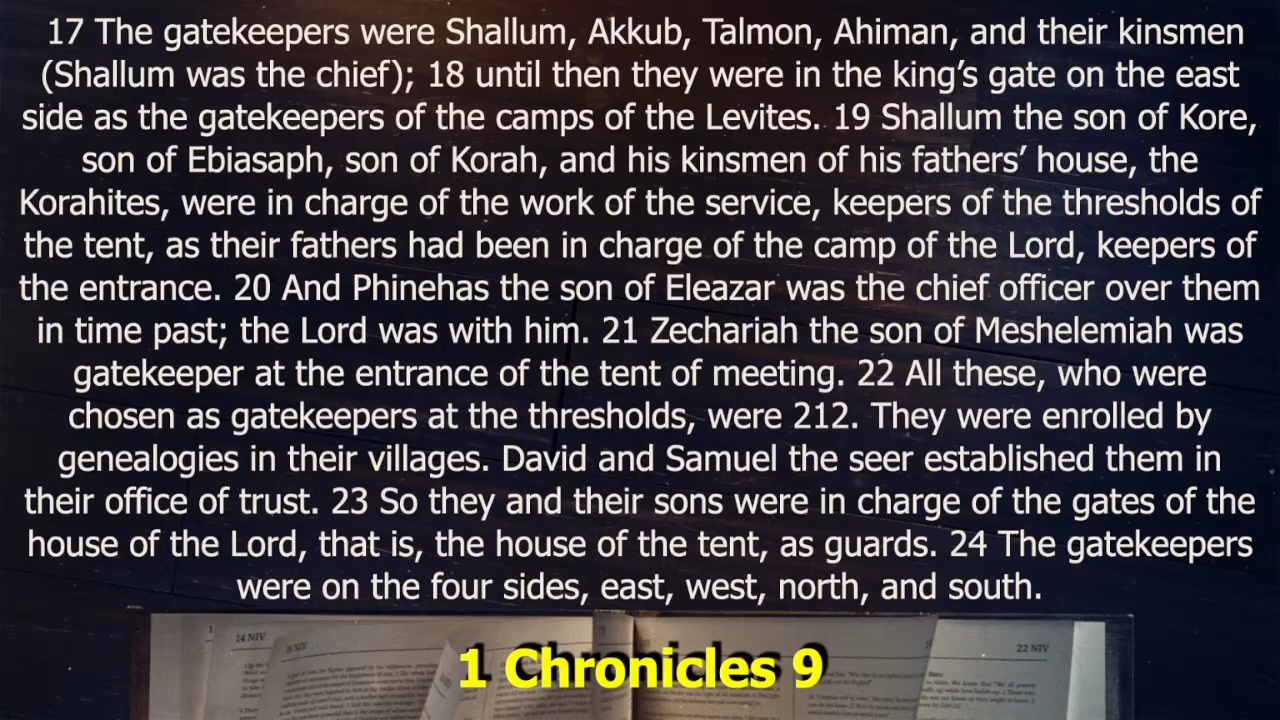 17 The gatekeepers were Shallum, Akkub, Talmon, Ahiman, and their kinsmen
(Shallum was the chief); 18 until then they were in the king’s gate on the east
side as the gatekeepers of the camps of the Levites. 19 Shallum the son of Kore,
son of Ebiasaph, son of Korah, and his kinsmen of his fathers’ house, the
Korahites, were in charge of the work of the service, keepers of the thresholds of
the tent, as their fathers had been in charge of the camp of the Lord, keepers of
the entrance. 20 And Phinehas the son of Eleazar was the chief officer over them
in time past; the Lord was with him. 21 Zechariah the son of Meshelemiah was
gatekeeper at the entrance of the tent of meeting. 22 All these, who were
chosen as gatekeepers at the thresholds, were 212. They were enrolled by
genealogies in their villages. David and Samuel the seer established them in
their office of trust. 23 So they and their sons were in charge of the gates of the
house of the Lord, that is, the house of the tent, as guards. 24 The gatekeepers
were on the four sides, east, west, north, and south.
14 NIV
22 NIV
1 Chronicles 9